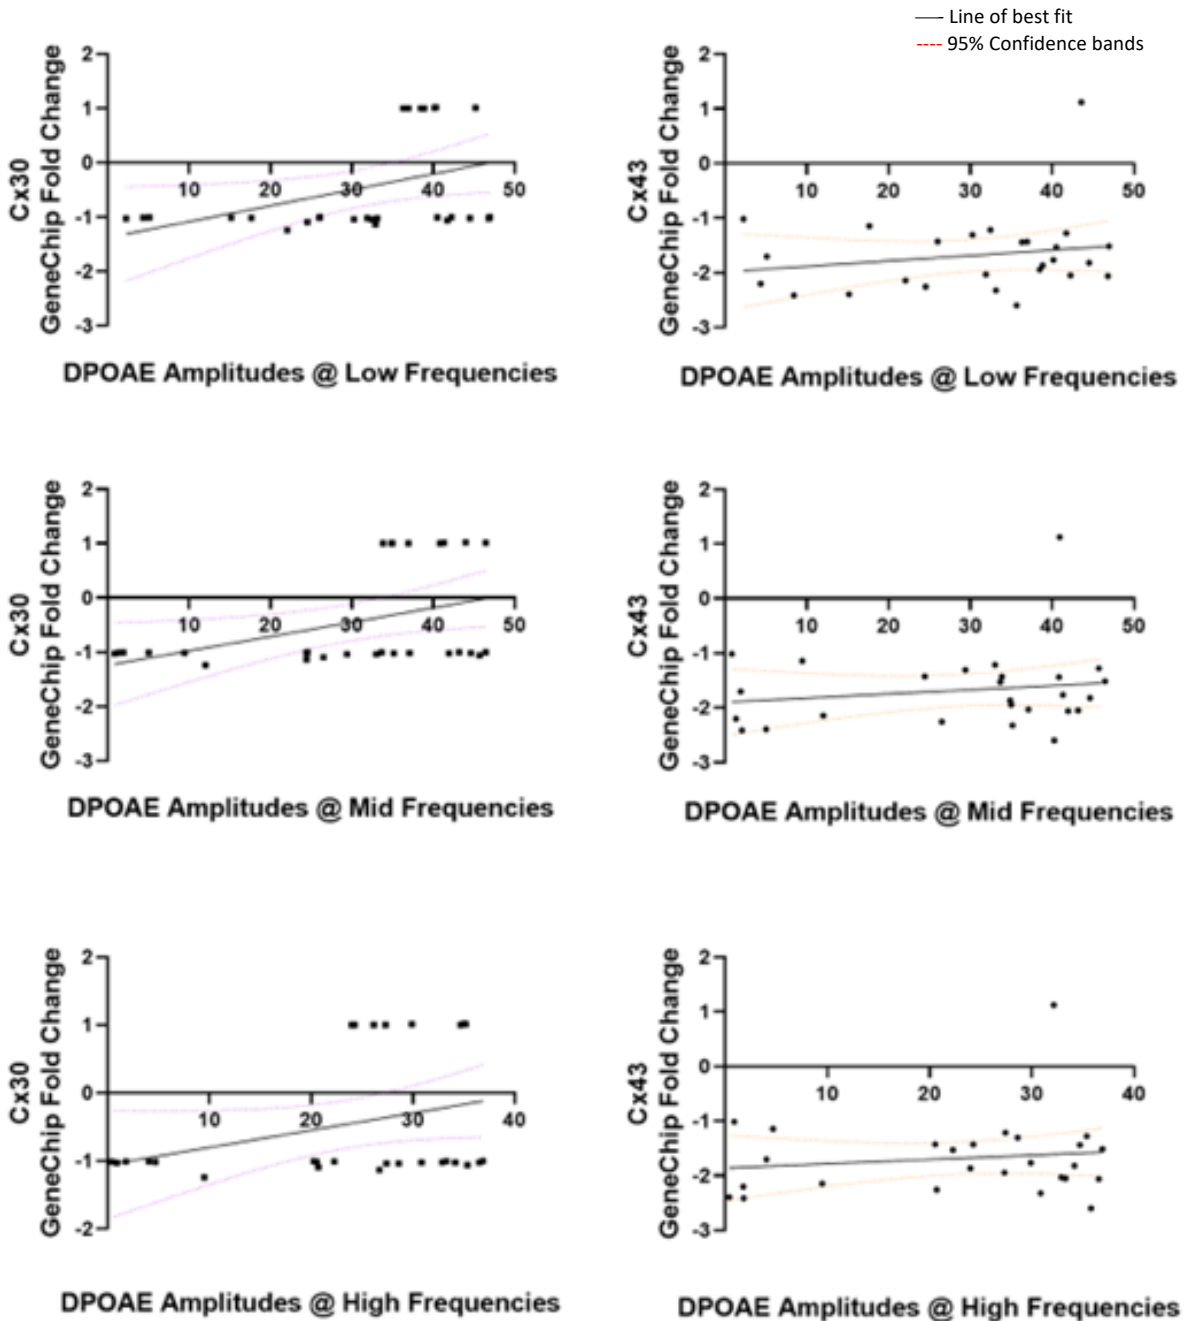 Line of best fit
95% Confidence bands
Cx30
GeneChip Fold Change
2
1
0
-1
-2
-3
10 20 30 40 50
DPOAE Amplitudes @ Low Frequencies
Cx43
GeneChip Fold Change
2
1
0
-1
-2
-3
10 20 30 40 50
DPOAE Amplitudes @ Low Frequencies
Cx30
GeneChip Fold Change
2
1
0
-1
-2
-3
10 20 30 40 50
DPOAE Amplitudes @ Mid Frequencies
Cx43
GeneChip Fold Change
2
1
0
-1
-2
-3
10 20 30 40 50
DPOAE Amplitudes @ Mid Frequencies
Cx30
GeneChip Fold Change
2
1
0
-1
-2
10 20 30 40
DPOAE Amplitudes @ High Frequencies
Cx43
GeneChip Fold Change
2
1
0
-1
-2
-3
10 20 30 40
DPOAE Amplitudes @ High Frequencies